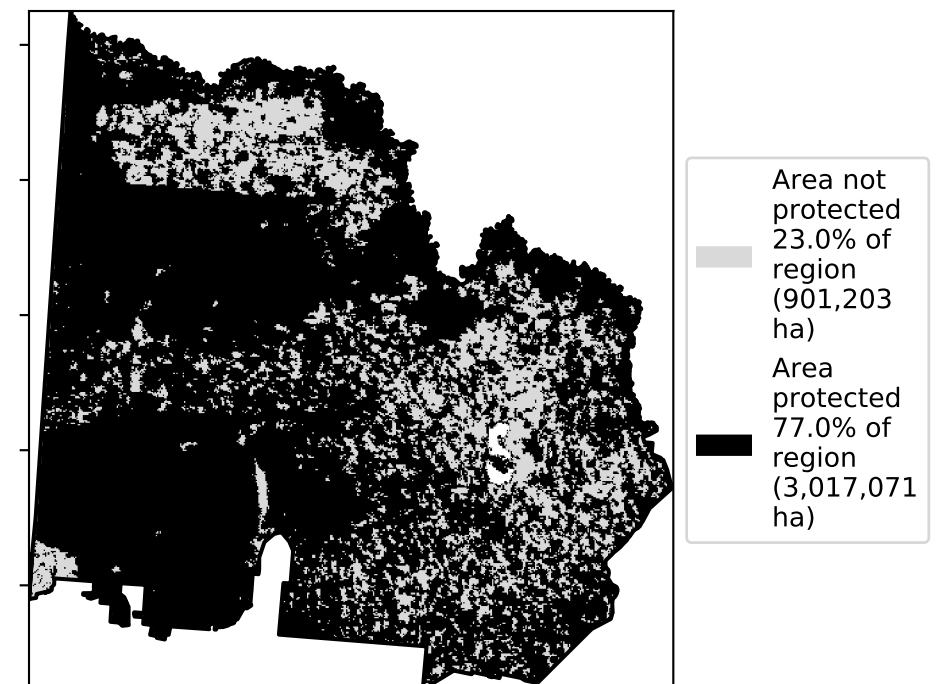 Area not
protected
23.0% of
region
(901,203
ha)
Area
protected
77.0% of
region
(3,017,071
ha)